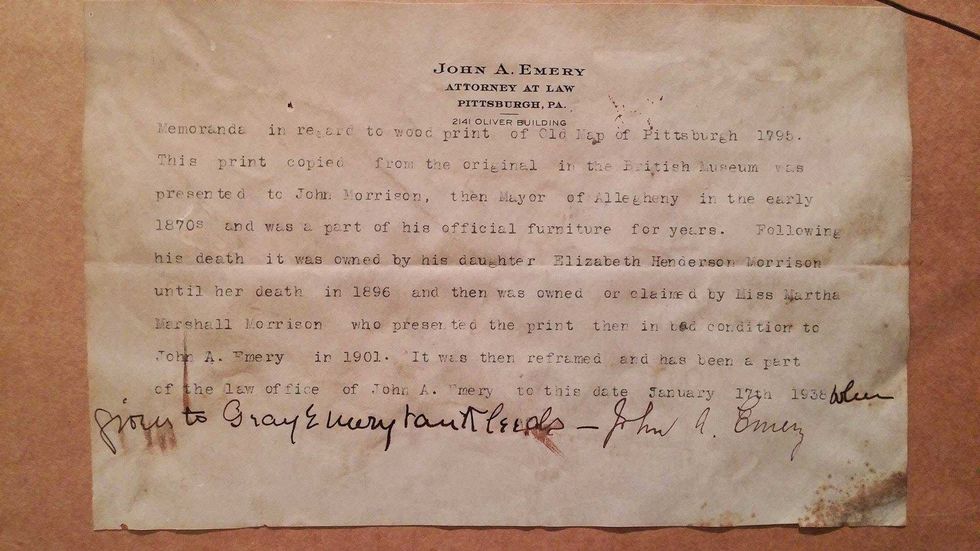 JOHN A. EMERY
ATTORNEY AT LAW
PITTSBURGH, PA.
2141 OLIVER BUILDING
Memoranda in regard to wood print of Old Map of Pittsburgh 1795.
This print copied from the original in the British Museum was
presented to John Morrison, then Mayor of Allegheny in the early
1870s and was a part of his official furniture for years. Following
his death it was owned by his daughter Elizabeth Henderson Morrison
until her death in 1896 and then was owned or claimed by Miss Martha
Marshall Morrison who presented the print then in bad condition to
John A. Emery in 1901. It was then reframed and has been a part
of the law office of John A. Emery to this date January 17th 1938 when
given to Gray Emery — John A. Emery